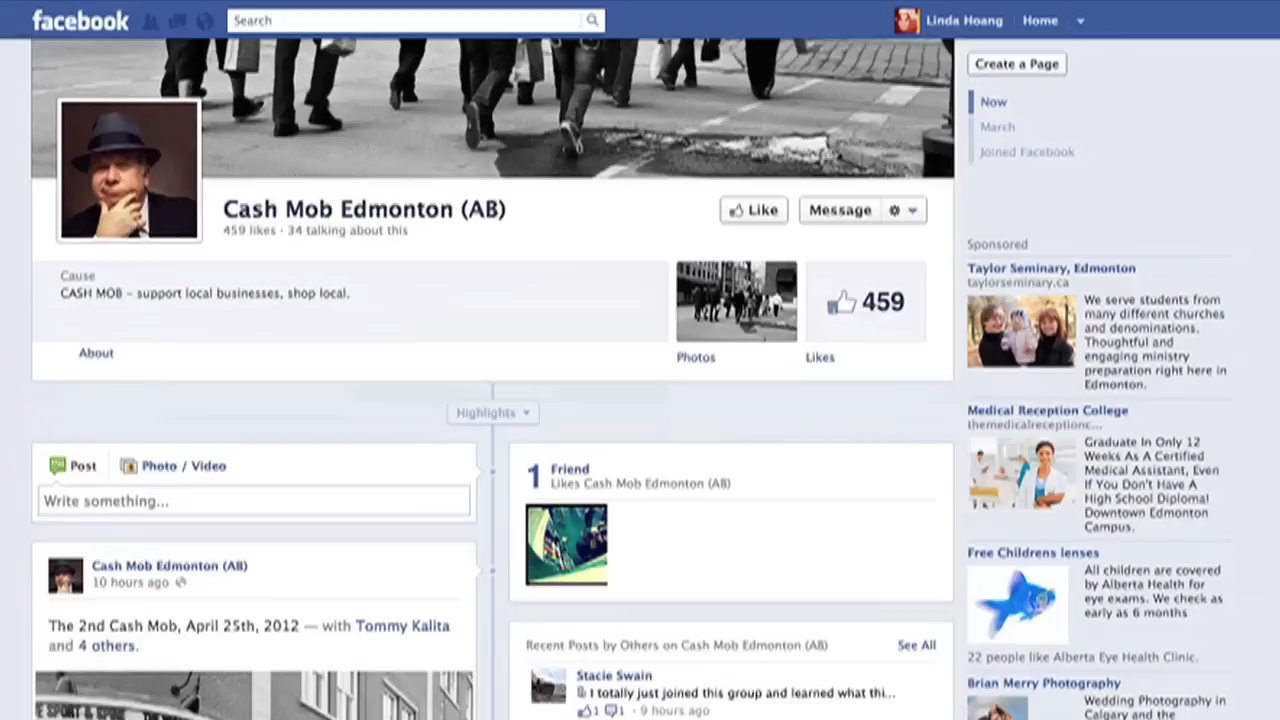 facebook
Search
Linda Hoang
Home
Create a Page
Now
March
Joined Facebook
Cash Mob Edmonton (AB)
459 likes · 34 talking about this
Like
Message
Cause
CASH MOB – support local businesses, shop local.
459
About
Photos
Likes
Highlights
Post
Photo / Video
Write something...
Cash Mob Edmonton (AB)
10 hours ago
The 2nd Cash Mob, April 25th, 2012 — with Tommy Kalita
and 4 others.
E SPORT &
1
Friend
Likes Cash Mob Edmonton (AB)
Recent Posts by Others on Cash Mob Edmonton (AB)
See All
Stacie Swain
I totally just joined this group and learned what thi...
1 1 · 9 hours ago
Sponsored
Taylor Seminary, Edmonton
taylorseminary.ca
We serve students from
many different churches
and denominations.
Thoughtful and
engaging ministry
preparation right here in
Edmonton.
Medical Reception College
themedicalreceptionc...
Graduate In Only 12
Weeks As A Certified
Medical Assistant, Even
If You Don't Have A
High School Diploma!
Downtown Edmonton
Campus.
Free Childrens lenses
All children are covered
by Alberta Health for
eye exams. We check as
early as 6 months
22 people like Alberta Eye Health Clinic.
Brian Merry Photography
Wedding Photography in
Calgary and the